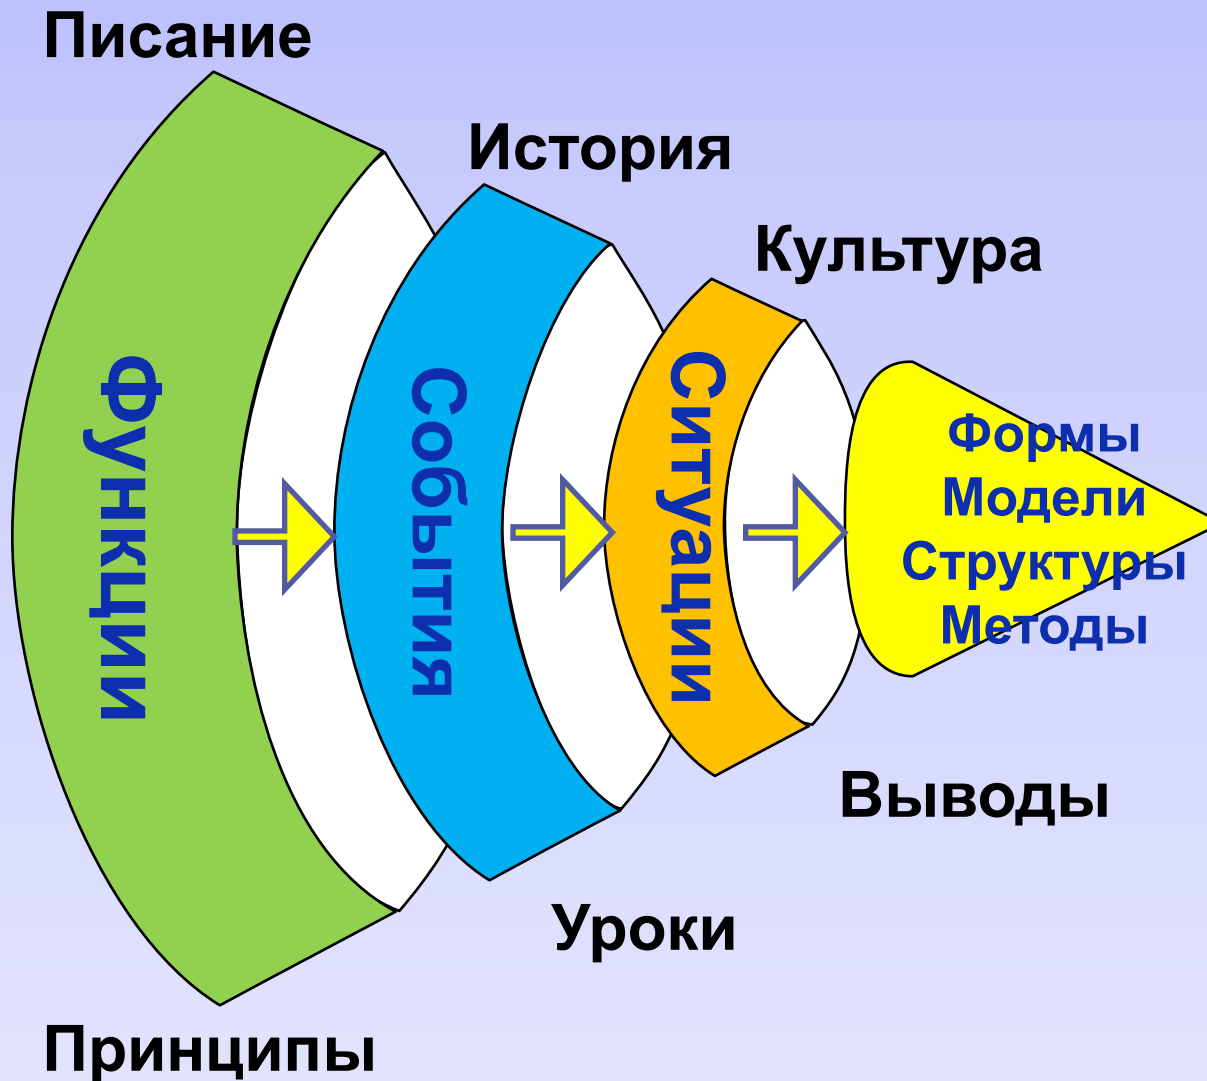 Писание
История
Культура
Функции
События
Ситуации
Формы
Модели
Структуры
Методы
Выводы
Уроки
Принципы